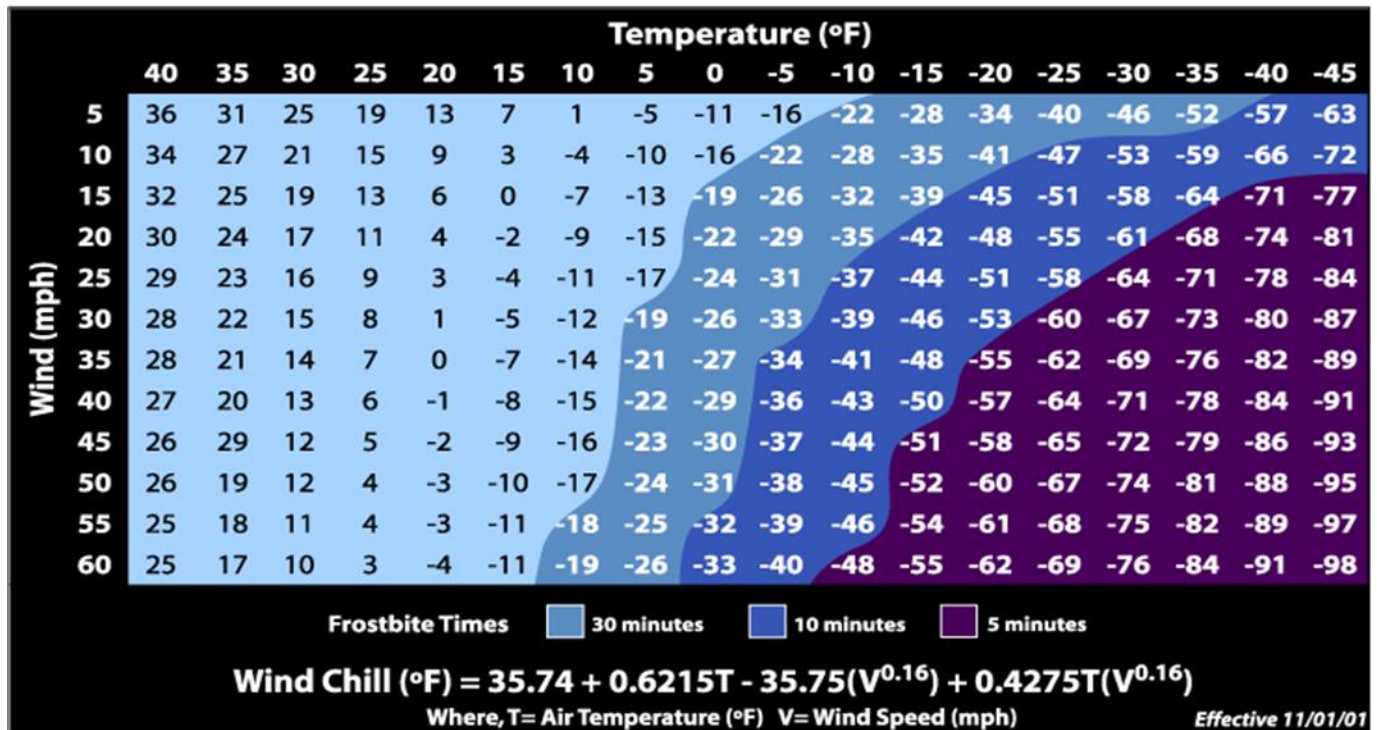 Temperature (ºF)
40 35 30 25 20 15 10 5 0 -5 -10 -15 -20 -25 -30 -35 -40 -45
Wind (mph)
5 36 31 25 19 13 7 1 -5 -11 -16 -22 -28 -34 -40 -46 -52 -57 -63
10 34 27 21 15 9 3 -4 -10 -16 -22 -28 -35 -41 -47 -53 -59 -66 -72
15 32 25 19 13 6 0 -7 -13 -19 -26 -32 -39 -45 -51 -58 -64 -71 -77
20 30 24 17 11 4 -2 -9 -15 -22 -29 -35 -42 -48 -55 -61 -68 -74 -81
25 29 23 16 9 3 -4 -11 -17 -24 -31 -37 -44 -51 -58 -64 -71 -78 -84
30 28 22 15 8 1 -5 -12 -19 -26 -33 -39 -46 -53 -60 -67 -73 -80 -87
35 28 21 14 7 0 -7 -14 -21 -27 -34 -41 -48 -55 -62 -69 -76 -82 -89
40 27 20 13 6 -1 -8 -15 -22 -29 -36 -43 -50 -57 -64 -71 -78 -84 -91
45 26 29 12 5 -2 -9 -16 -23 -30 -37 -44 -51 -58 -65 -72 -79 -86 -93
50 26 19 12 4 -3 -10 -17 -24 -31 -38 -45 -52 -60 -67 -74 -81 -88 -95
55 25 18 11 4 -3 -11 -18 -25 -32 -39 -46 -54 -61 -68 -75 -82 -89 -97
60 25 17 10 3 -4 -11 -19 -26 -33 -40 -48 -55 -62 -69 -76 -84 -91 -98
Frostbite Times 30 minutes 10 minutes 5 minutes
Wind Chill (ºF) = 35.74 + 0.6215T - 35.75(V^0.16) + 0.4275T(V^0.16)
Where, T= Air Temperature (ºF) V= Wind Speed (mph) Effective 11/01/01